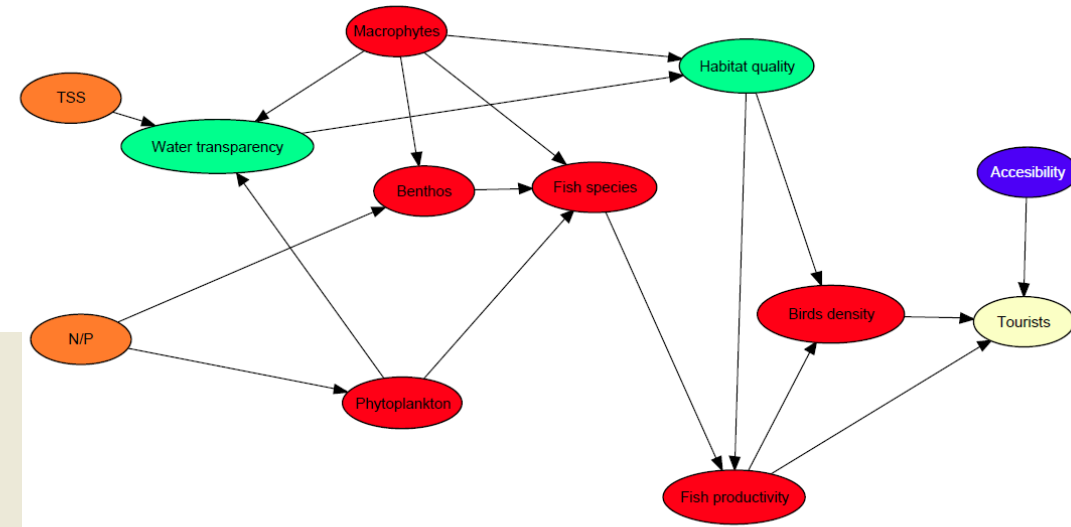 Macrophytes
Habitat quality
TSS
Water transparency
Accesibility
Benthos
Fish species
Birds density
Tourists
N/P
Phytoplankton
Fish productivity